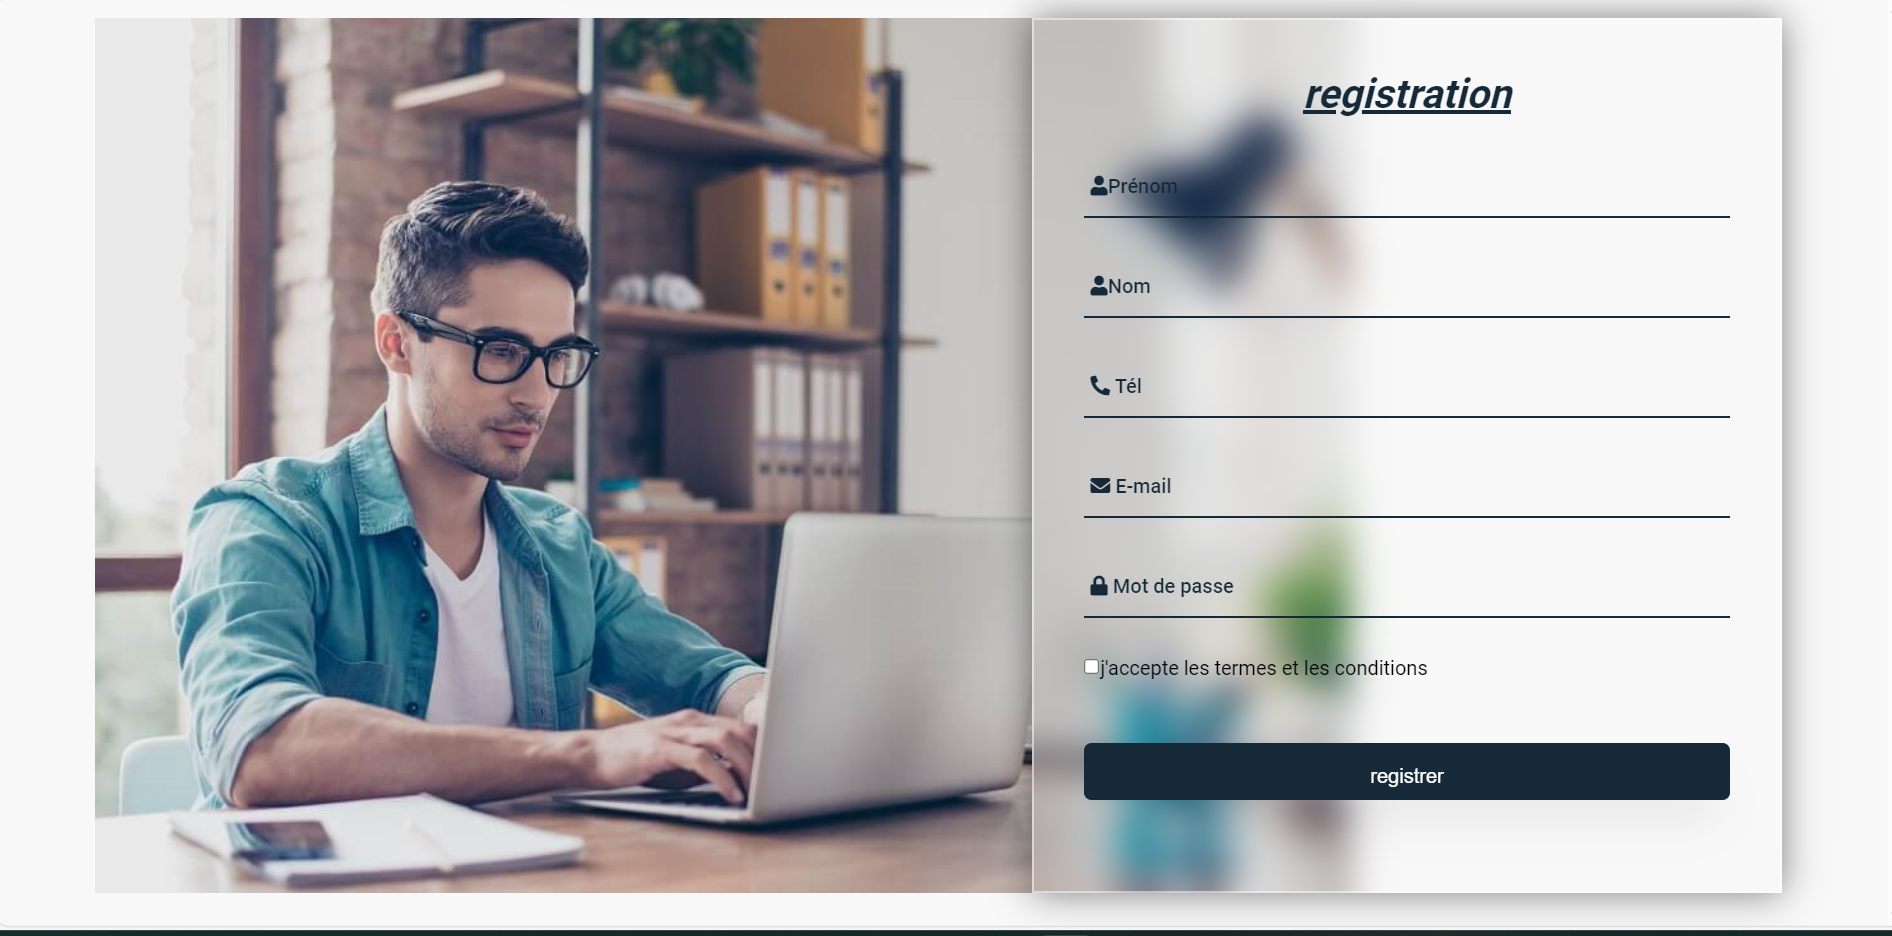 registration
Prénom
Nom
Tél
E-mail
Mot de passe
j'accepte les termes et les conditions
registrer